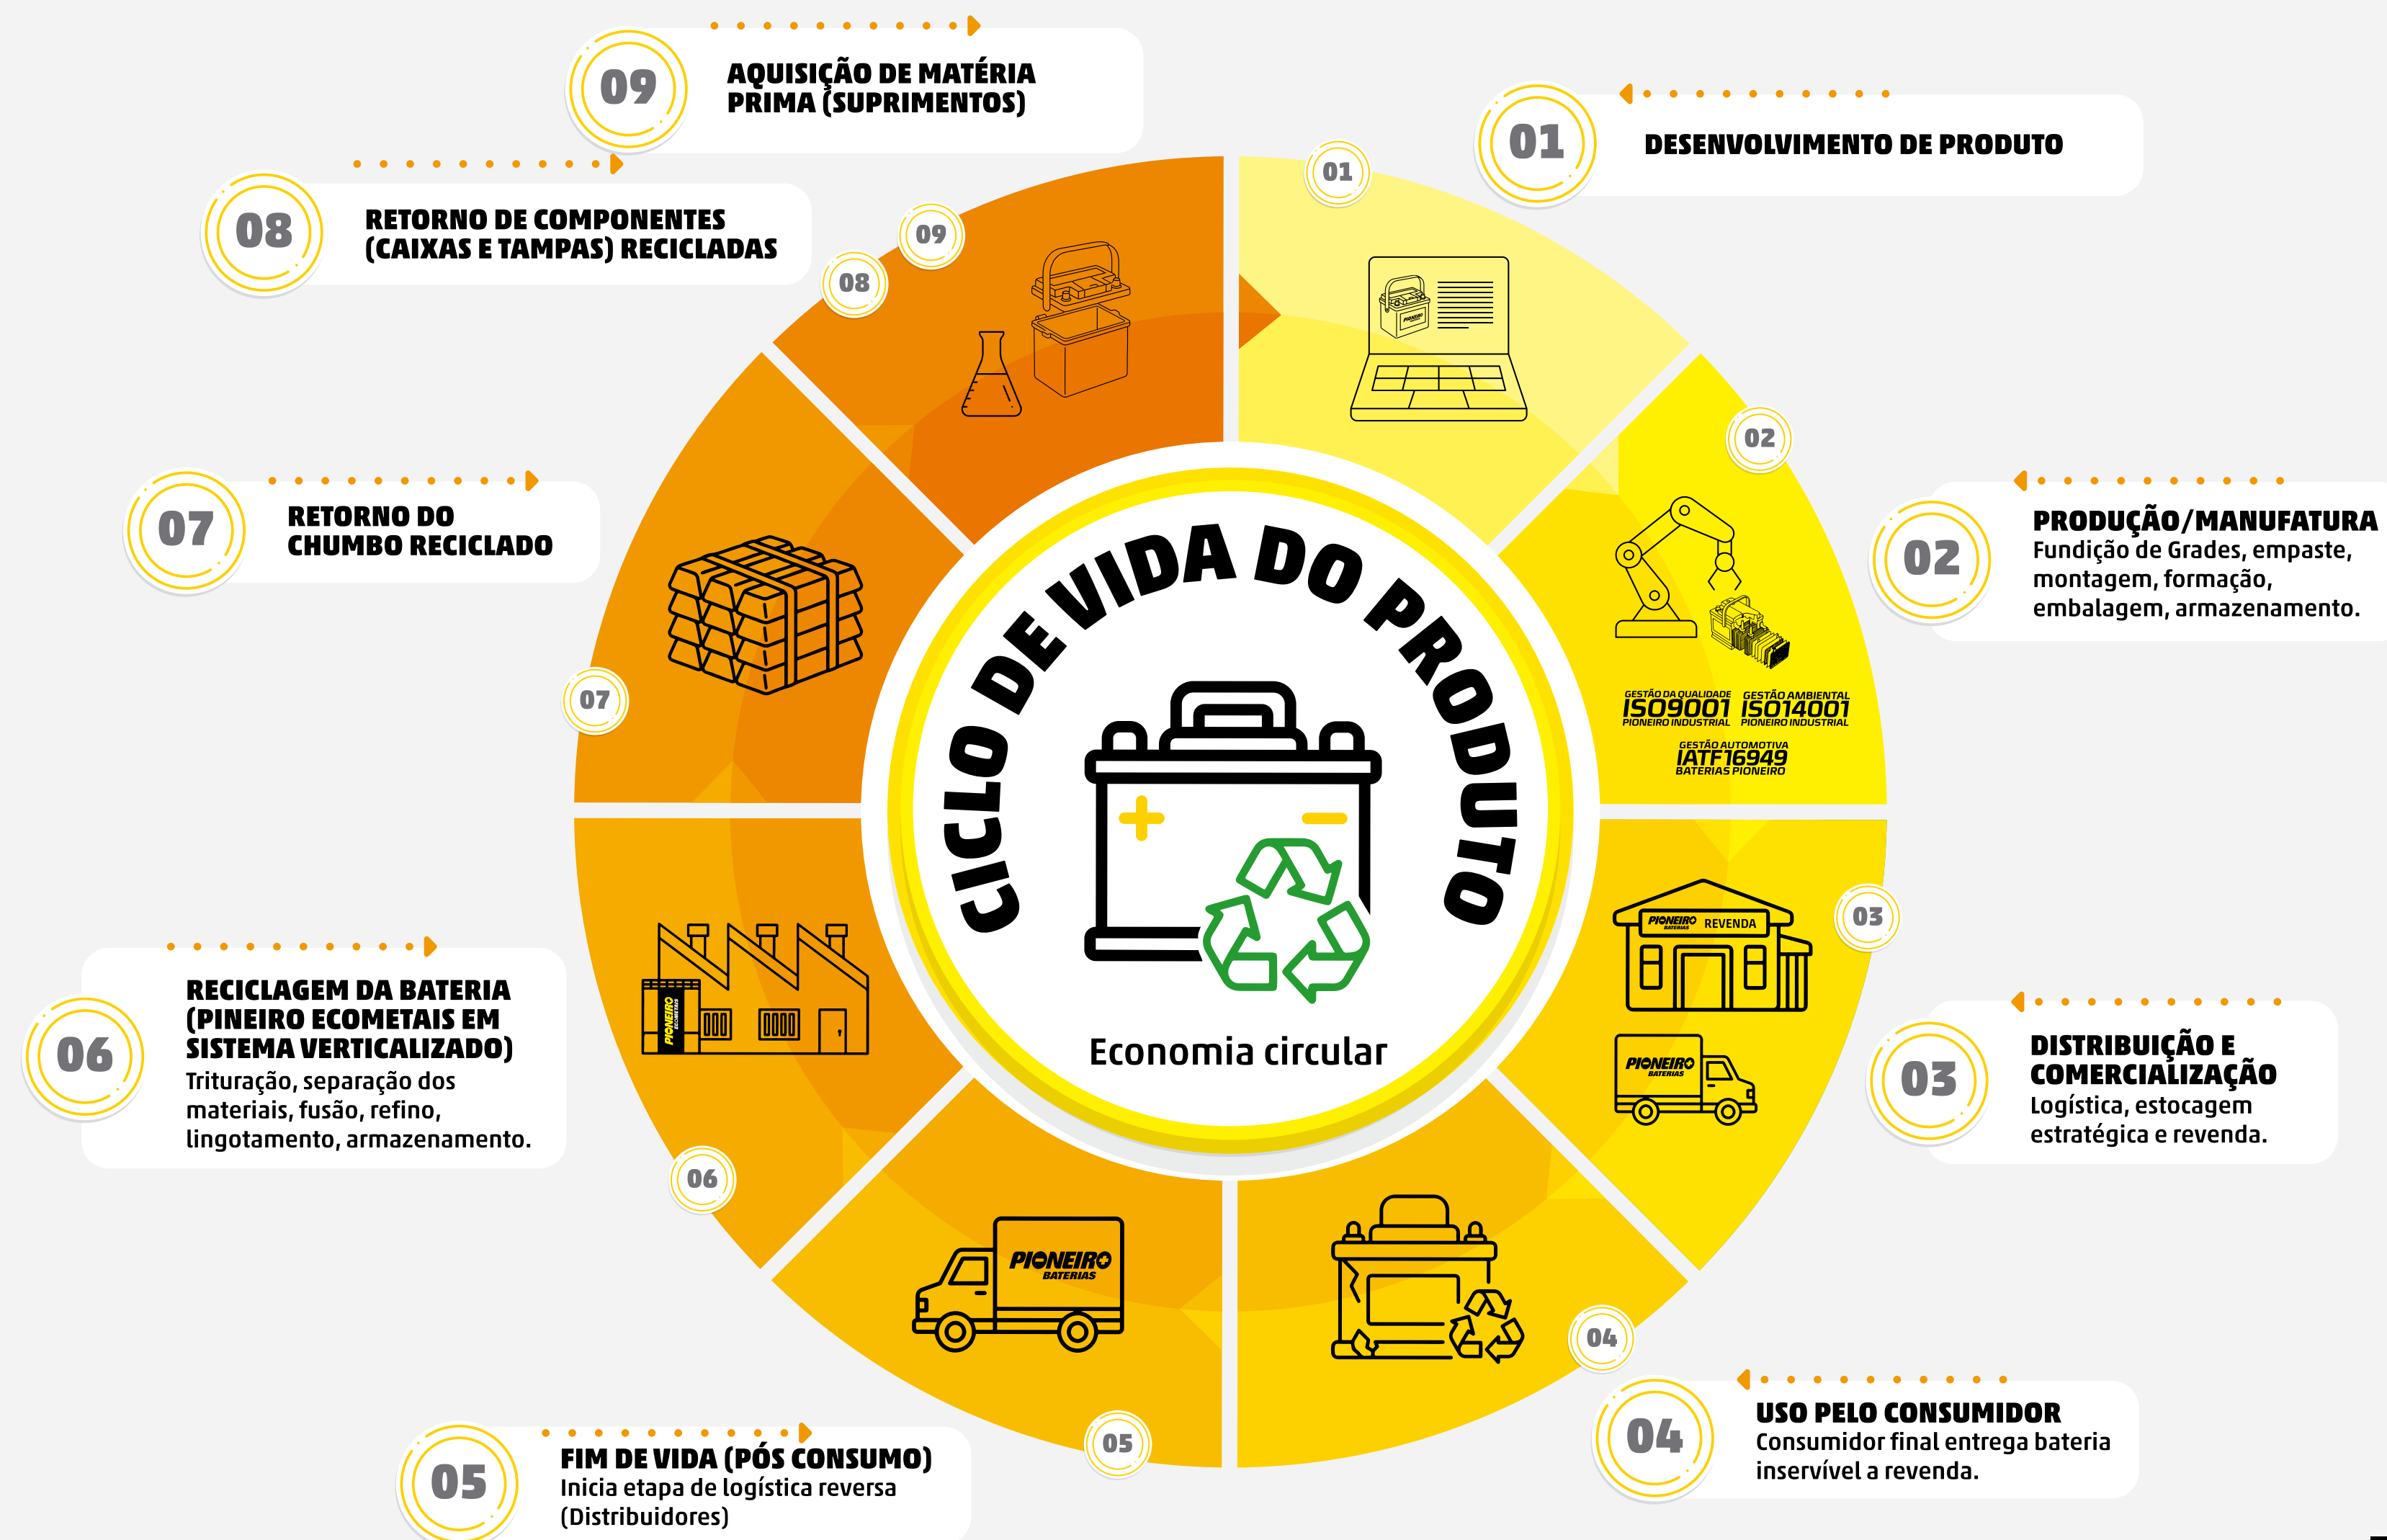 09
AQUISIÇÃO DE MATÉRIA
PRIMA (SUPRIMENTOS)
01
DESENVOLVIMENTO DE PRODUTO
08
RETORNO DE COMPONENTES
(CAIXAS E TAMPAS) RECICLADAS
01
09
08
PIONEIRO
02
07
RETORNO DO
CHUMBO RECICLADO
02
PRODUÇÃO/MANUFATURA
Fundição de Grades, empaste,
montagem, formação,
embalagem, armazenamento.
07
GESTÃO DA QUALIDADE
ISO9001
PIONEIRO INDUSTRIAL
GESTÃO AMBIENTAL
ISO14001
PIONEIRO INDUSTRIAL
GESTÃO AUTOMOTIVA
IATF16949
BATERIAS PIONEIRO
CICLO DE VIDA DO PRODUTO
Economia circular
03
PIONEIRO
BATERIAS
REVENDA
PIONEIRO
BATERIAS
03
DISTRIBUIÇÃO E
COMERCIALIZAÇÃO
Logística, estocagem
estratégica e revenda.
PIONEIRO
ECOMETAIS
06
RECICLAGEM DA BATERIA
(PINEIRO ECOMETAIS EM
SISTEMA VERTICALIZADO)
Trituração, separação dos
materiais, fusão, refino,
lingotamento, armazenamento.
06
PIONEIRO
BATERIAS
04
05
04
USO PELO CONSUMIDOR
Consumidor final entrega bateria
inservível a revenda.
05
FIM DE VIDA (PÓS CONSUMO)
Inicia etapa de logística reversa
(Distribuidores)